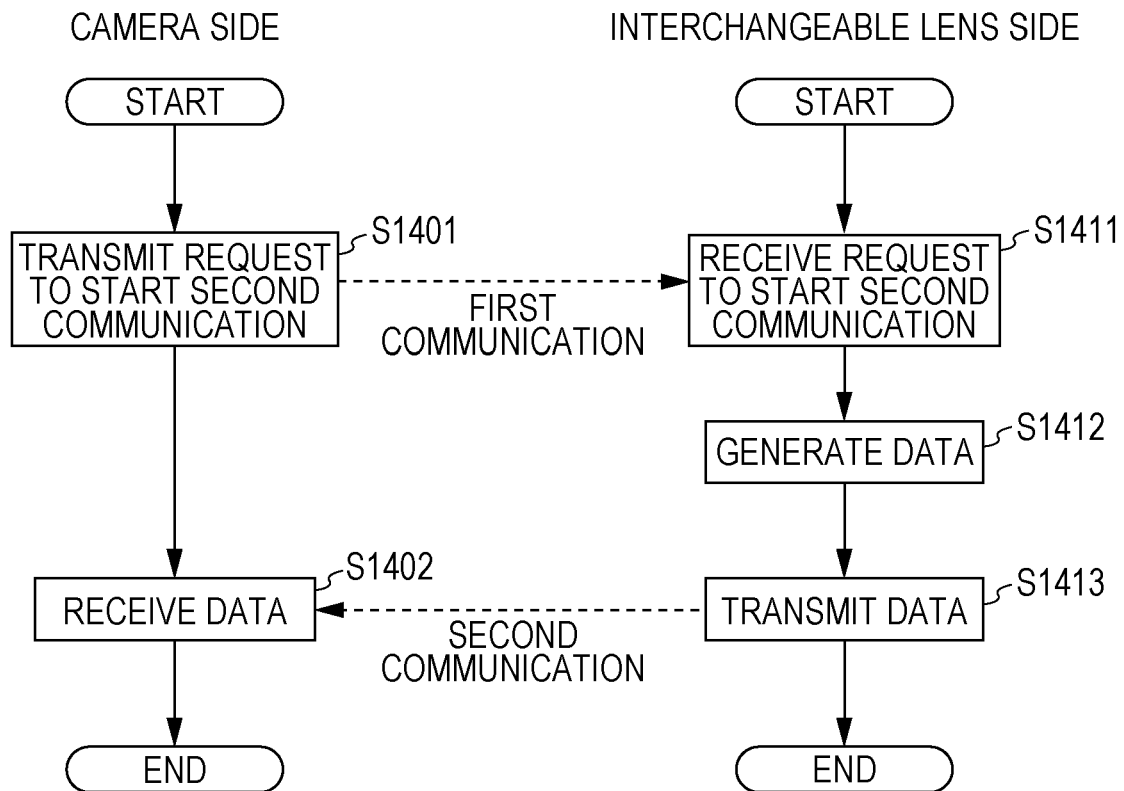 CAMERA SIDE
INTERCHANGEABLE LENS SIDE
START
START
S1401
TRANSMIT REQUEST
TO START SECOND
COMMUNICATION
FIRST
COMMUNICATION
S1411
RECEIVE REQUEST
TO START SECOND
COMMUNICATION
S1412
GENERATE DATA
S1402
RECEIVE DATA
SECOND
COMMUNICATION
S1413
TRANSMIT DATA
END
END